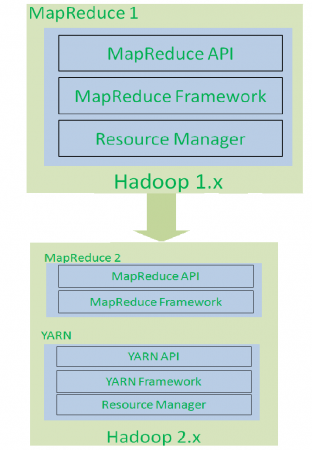 MapReduce 1
MapReduce API
MapReduce Framework
Resource Manager
Hadoop 1.x
MapReduce 2
MapReduce API
MapReduce Framework
YARN
YARN API
YARN Framework
Resource Manager
Hadoop 2.x